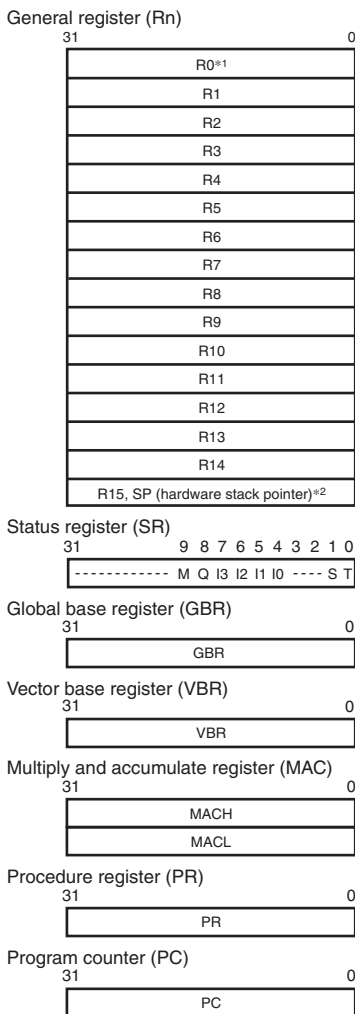 General register (Rn)
31 0
R0*1
R1
R2
R3
R4
R5
R6
R7
R8
R9
R10
R11
R12
R13
R14
R15, SP (hardware stack pointer)*2
Status register (SR)
31 9 8 7 6 5 4 3 2 1 0
------------ M Q I3 I2 I1 I0 ---- S T
Global base register (GBR)
31 0
GBR
Vector base register (VBR)
31 0
VBR
Multiply and accumulate register (MAC)
31 0
MACH
MACL
Procedure register (PR)
31 0
PR
Program counter (PC)
31 0
PC